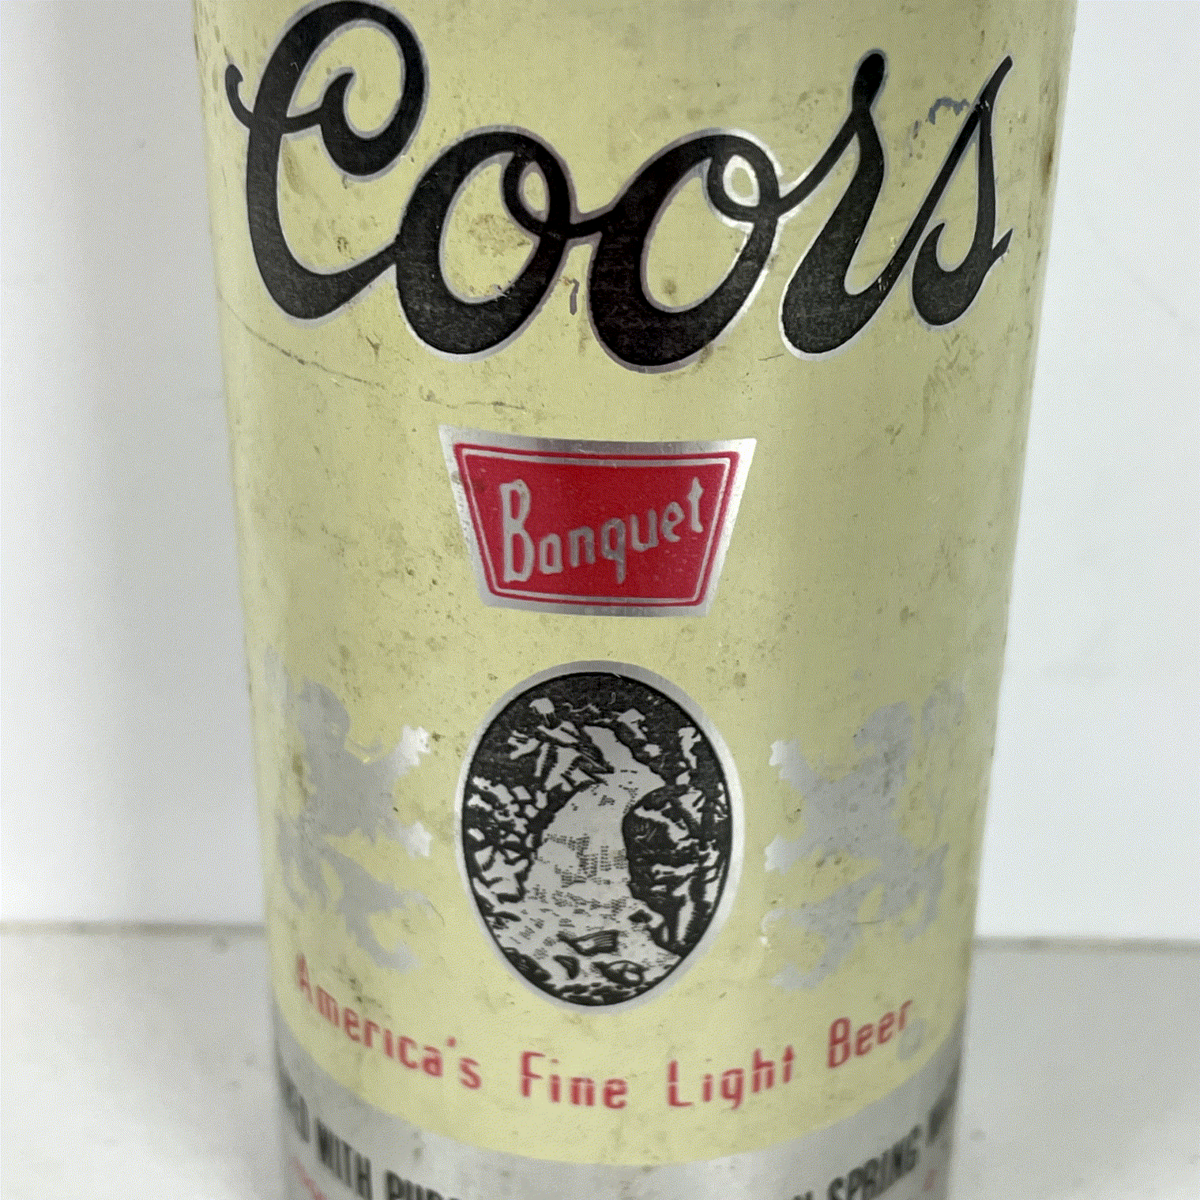 Coors
Banquet
America's Fine Light Beer
WITH SPRING